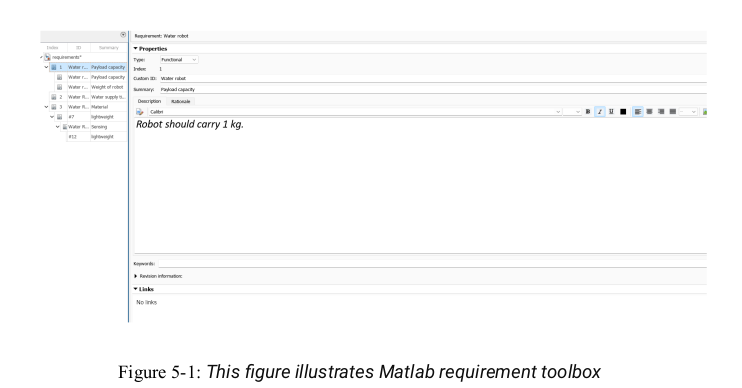 Requirement: Water robot
Index ID Summary
Properties
requirements*
Type: Functional
1 Water r... Payload capacity
Index: 1
Water r... Payload capacity
Custom ID: Water robot
Water r... Weight of robot
Summary: Payload capacity
2 Water R... Water supply ti...
Description Rationale
3 Water R... Material
Calibri B I U
#7 lightweight
Robot should carry 1 kg.
Water R... Sensing
#12 lightweight
Keywords:
Revision information:
Links
No links
Figure 5-1: This figure illustrates Matlab requirement toolbox